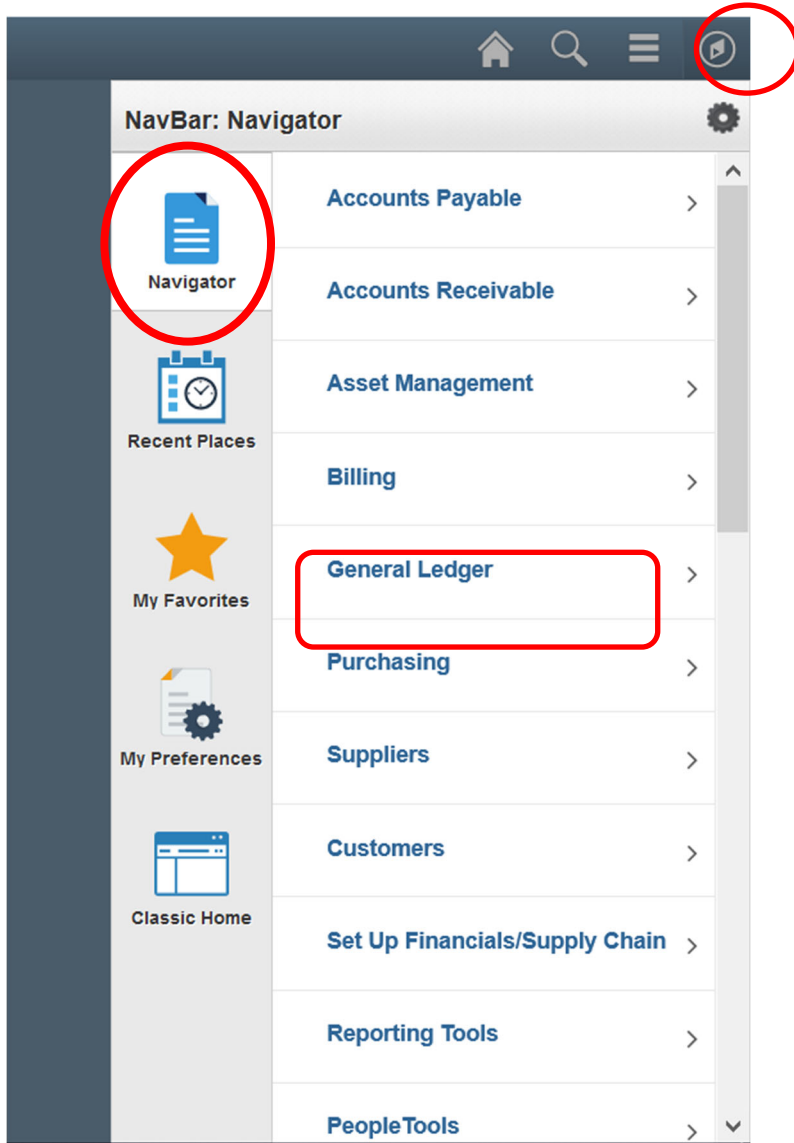 NavBar: Navigator
Navigator
Recent Places
My Favorites
My Preferences
Classic Home
Accounts Payable
Accounts Receivable
Asset Management
Billing
General Ledger
Purchasing
Suppliers
Customers
Set Up Financials/Supply Chain
Reporting Tools
PeopleTools